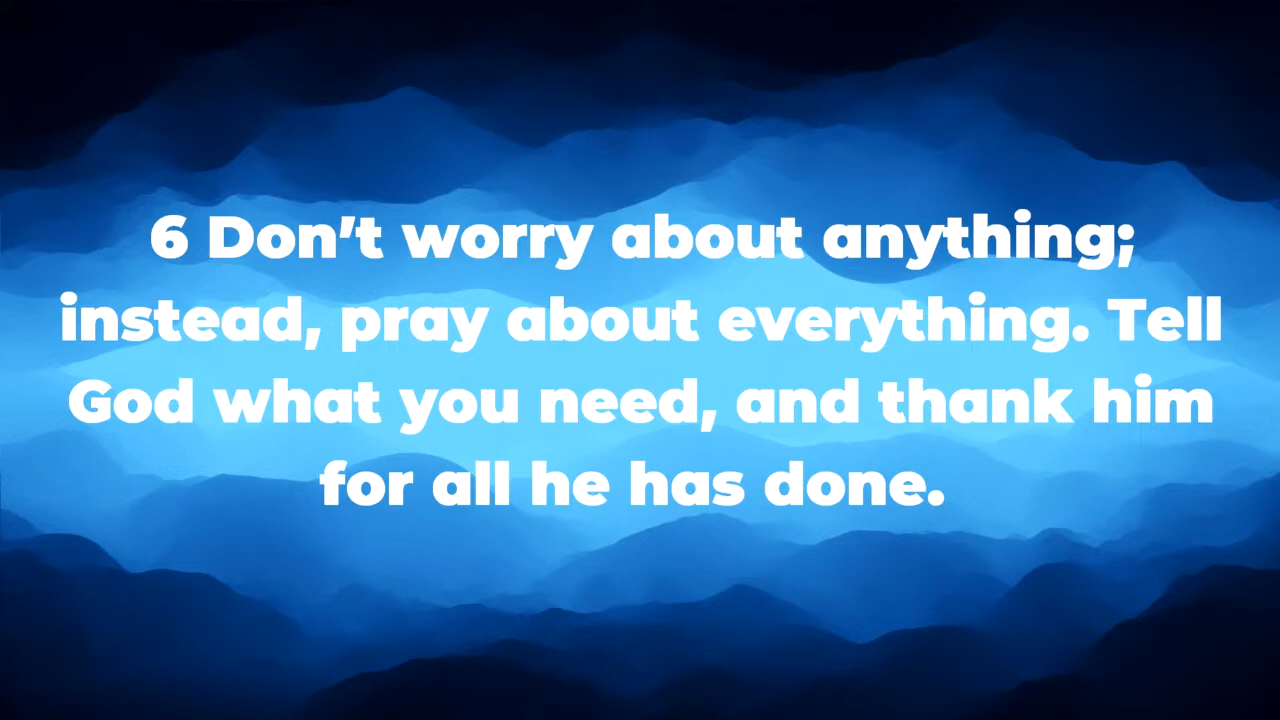 6 Don’t worry about anything;
instead, pray about everything. Tell
God what you need, and thank him
for all he has done.